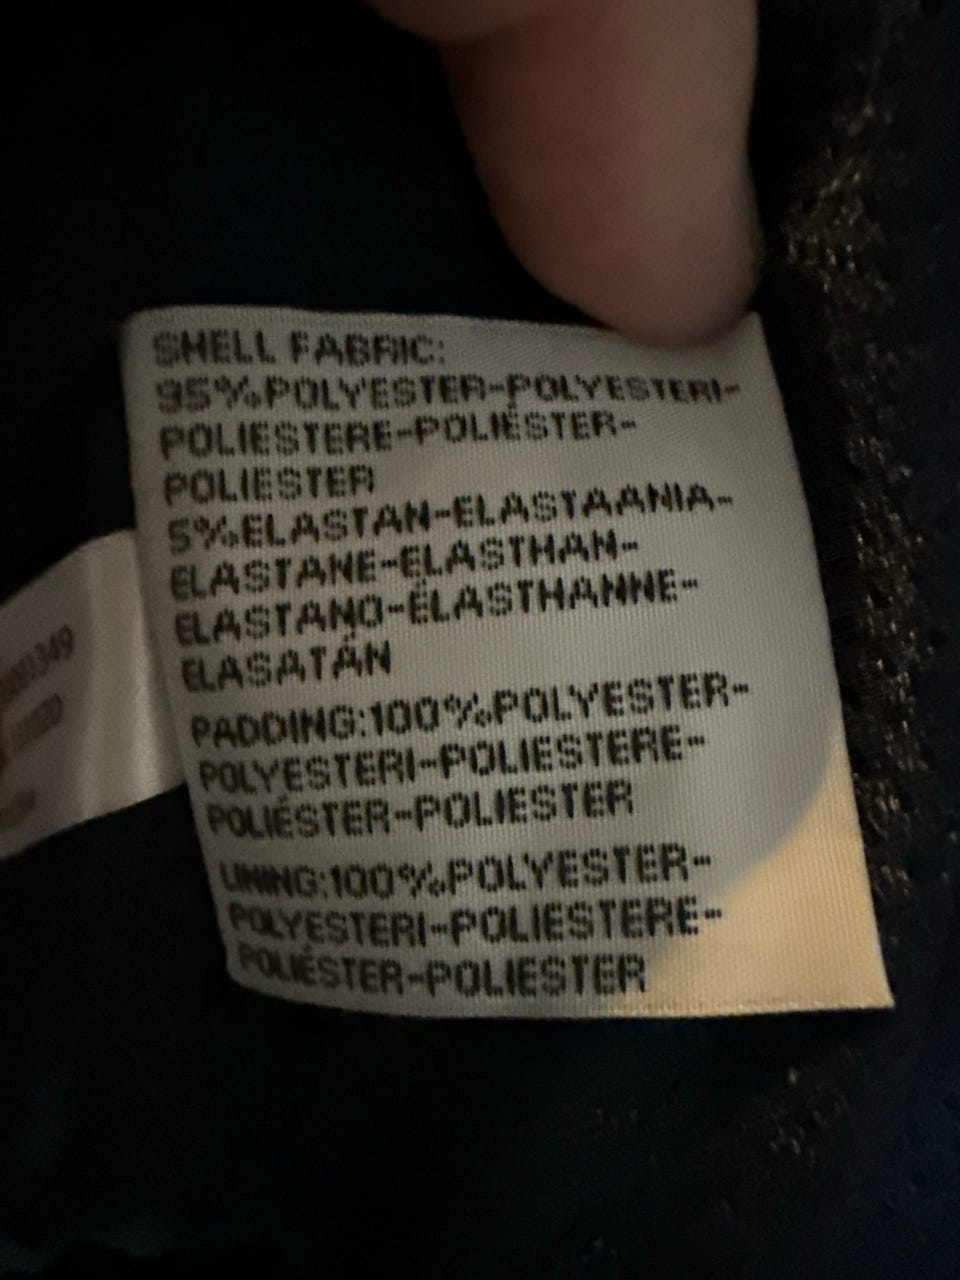 SHELL FABRIC:
95%POLYESTER-POLYESTERI-
POLIESTERE-POLIÉSTER-
POLIESTER
5%ELASTAN-ELASTAANIA-
ELASTANE-ELASTHAN-
ELASTANO-ÉLASTHANNE-
ELASATÁN
PADDING:100%POLYESTER-
POLYESTERI-POLIESTERE-
POLIÉSTER-POLIESTER
LINING:100%POLYESTER-
POLYESTERI-POLIESTERE-
POLIÉSTER-POLIESTER